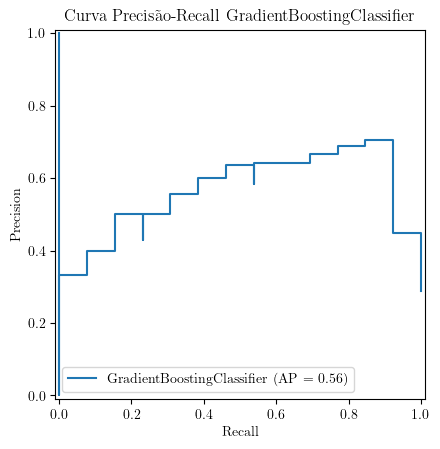 Curva Precisão-Recall GradientBoostingClassifier
1.0
0.8
0.6
0.4
0.2
0.0
Precision
GradientBoostingClassifier (AP = 0.56)
0.0 0.2 0.4 0.6 0.8 1.0
Recall